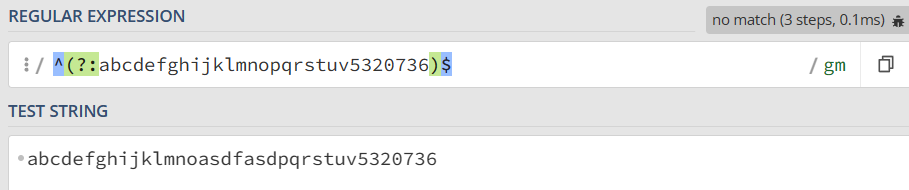 REGULAR EXPRESSION
no match (3 steps, 0.1ms)
/ ^(?:abcdefghijklmnopqrstuv5320736)$ / gm
TEST STRING
abcdefghijklmnoasdfasdpqrstuv5320736